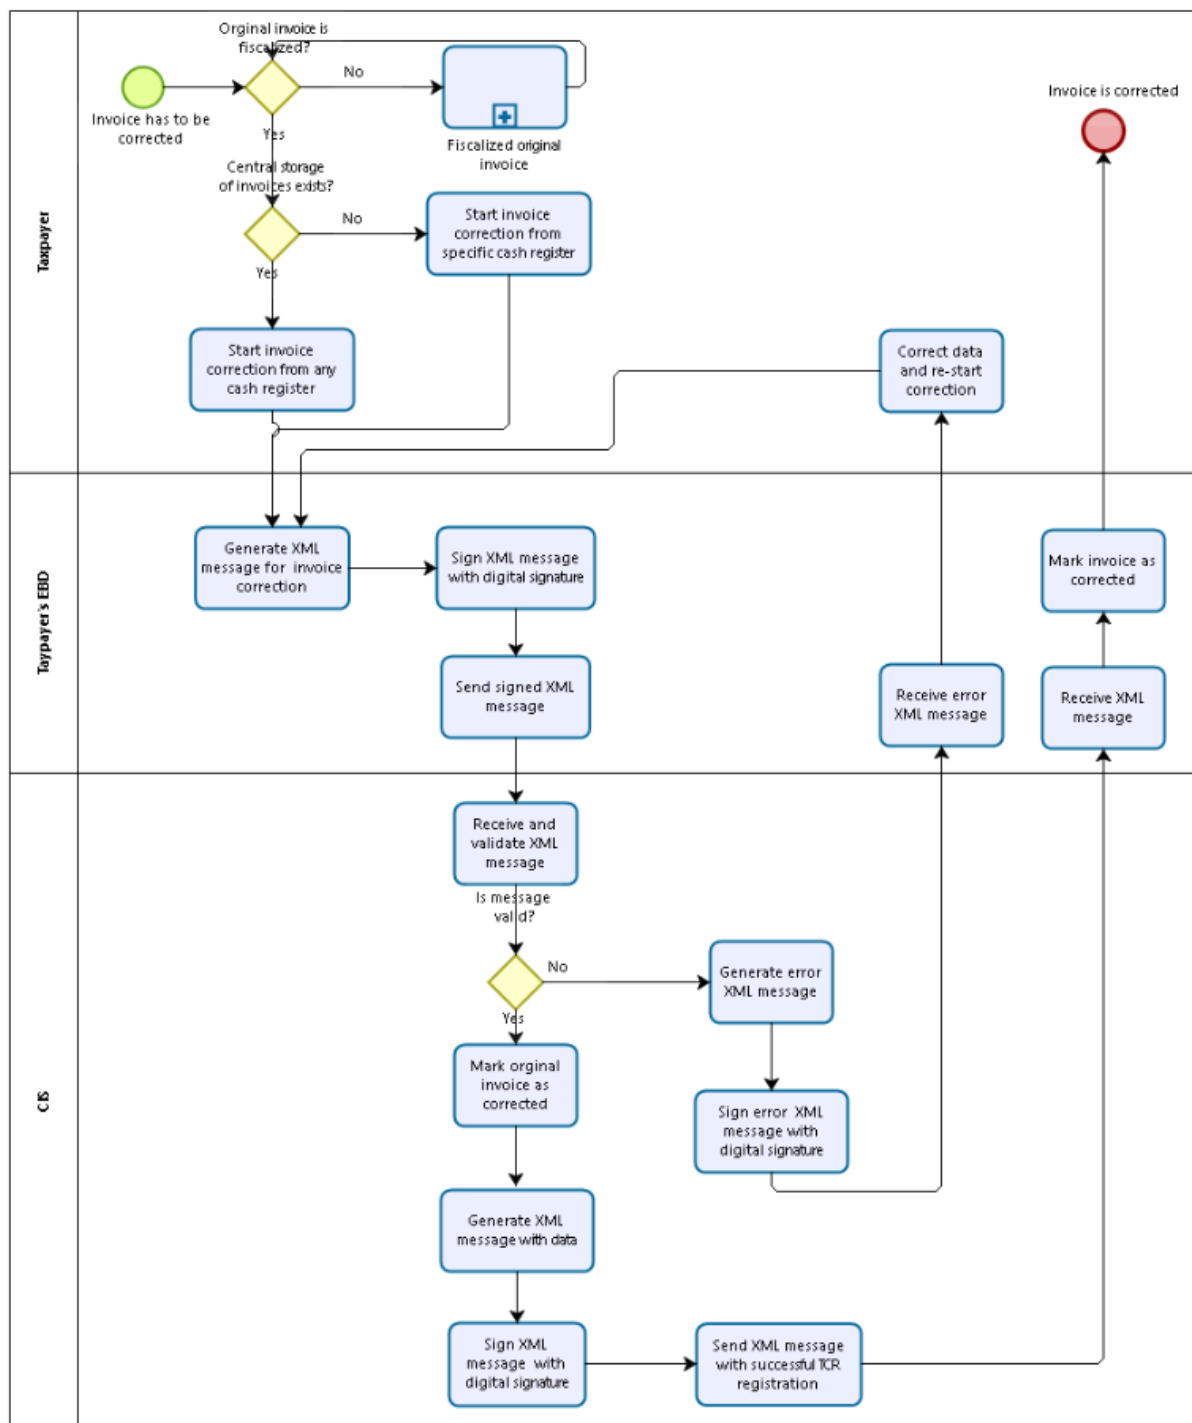 Orginal invoice is
fiscalized?
No
Invoice has to be
corrected
Yes
Fiscalized original
invoice
Invoice is corrected
Central storage
of invoices exists?
No
Start invoice
correction from
specific cash register
Yes
Taxpayer
Start invoice
correction from any
cash register
Correct data
and re-start
correction
Generate XML
message for invoice
correction
Sign XML message
with digital signature
Mark invoice as
corrected
Taypayer's EBD
Send signed XML
message
Receive error
XML message
Receive XML
message
Receive and
validate XML
message
Is message
valid?
No
Generate error
XML message
Yes
Mark orginal
invoice as
corrected
CIS
Sign error XML
message with
digital signature
Generate XML
message with data
Sign XML
message with
digital signature
Send XML message
with successful TCR
registration